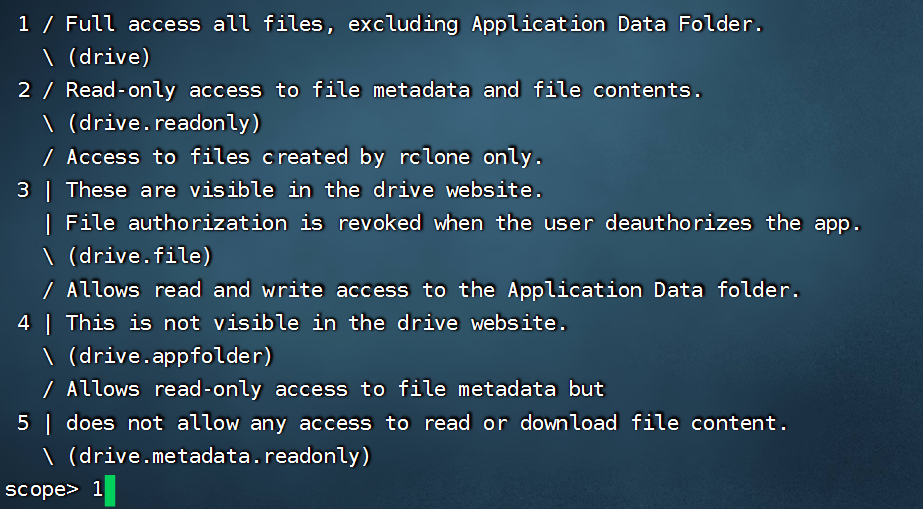 1 / Full access all files, excluding Application Data Folder.
\ (drive)
2 / Read-only access to file metadata and file contents.
\ (drive.readonly)
/ Access to files created by rclone only.
3 | These are visible in the drive website.
| File authorization is revoked when the user deauthorizes the app.
\ (drive.file)
/ Allows read and write access to the Application Data folder.
4 | This is not visible in the drive website.
\ (drive.appfolder)
/ Allows read-only access to file metadata but
5 | does not allow any access to read or download file content.
\ (drive.metadata.readonly)
scope> 1